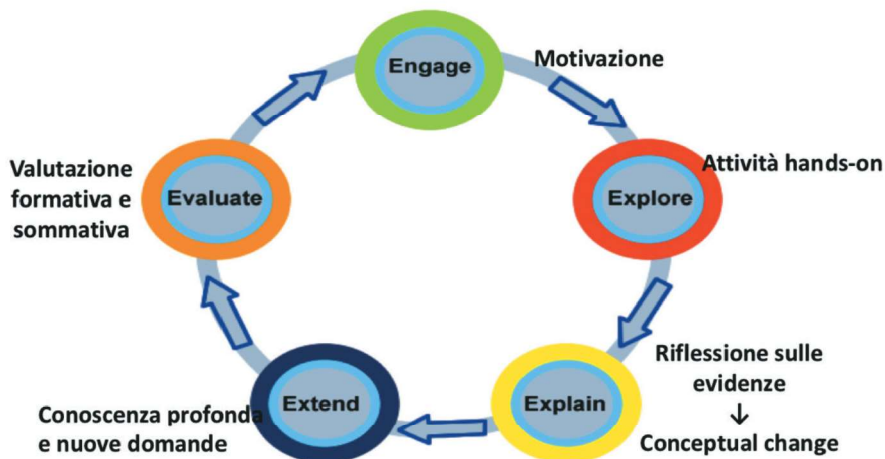 Engage
Motivazione
Explore
Attività hands-on
Explain
Riflessione sulle
evidenze
↓
Conceptual change
Extend
Conoscenza profonda
e nuove domande
Evaluate
Valutazione
formativa e
sommativa